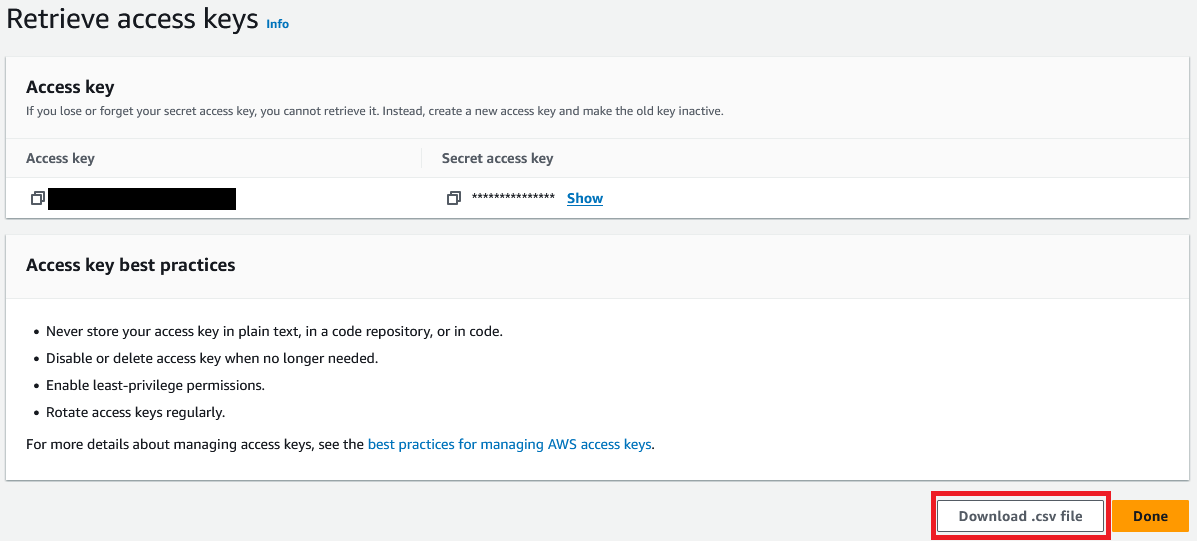 Retrieve access keys Info
Access key
If you lose or forget your secret access key, you cannot retrieve it. Instead, create a new access key and make the old key inactive.
Access key Secret access key
*************** Show
Access key best practices
• Never store your access key in plain text, in a code repository, or in code.
• Disable or delete access key when no longer needed.
• Enable least-privilege permissions.
• Rotate access keys regularly.
For more details about managing access keys, see the best practices for managing AWS access keys.
Download .csv file Done